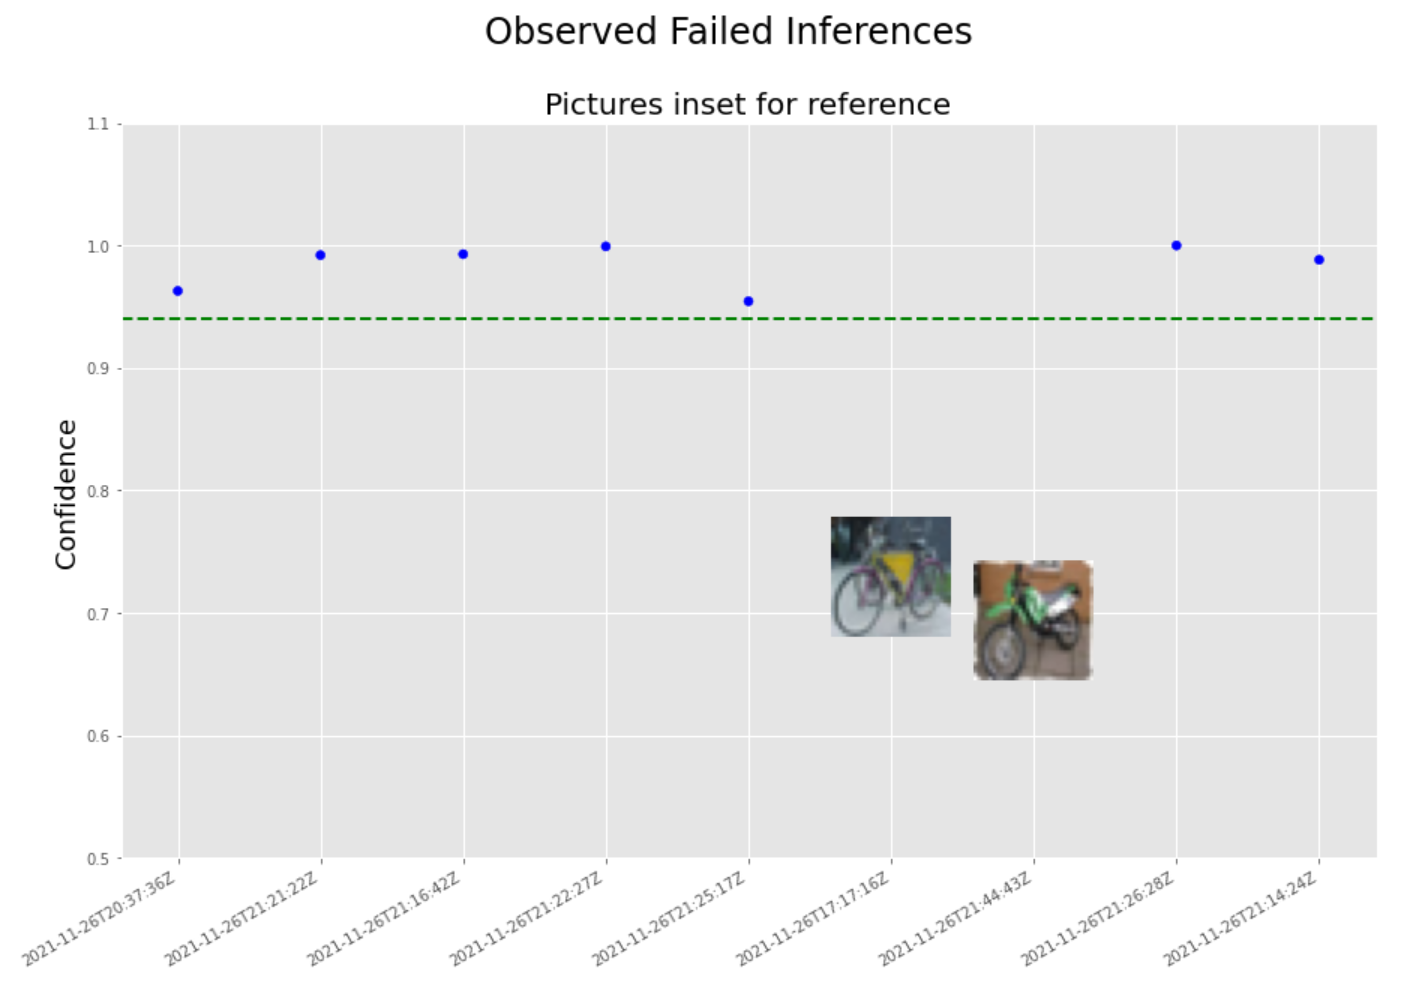 Observed Failed Inferences
Pictures inset for reference
1.1
1.0
0.9
0.8
0.7
0.6
0.5
Confidence
2021-11-26T20:37:36Z
2021-11-26T21:21:22Z
2021-11-26T21:16:42Z
2021-11-26T21:22:27Z
2021-11-26T21:25:17Z
2021-11-26T17:17:16Z
2021-11-26T21:44:43Z
2021-11-26T21:26:28Z
2021-11-26T21:14:24Z